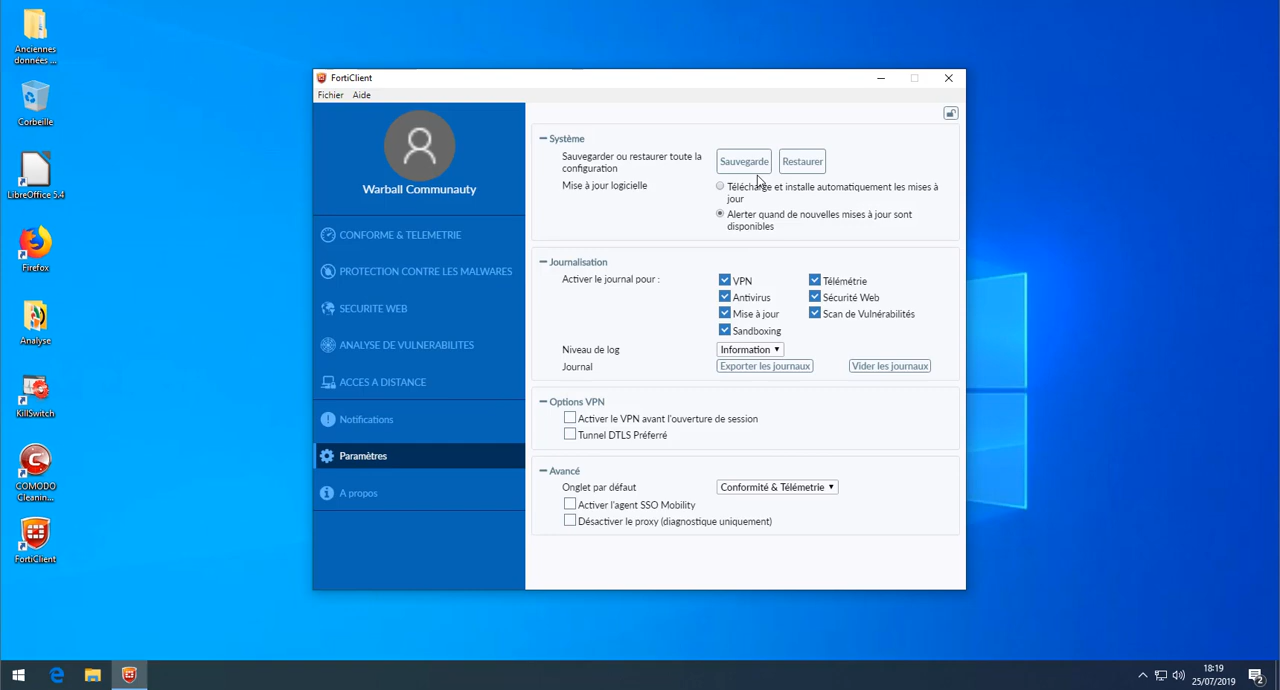 Anciennes
données ...
Corbeille
LibreOffice 5.4
Firefox
Analyse
KillSwitch
COMODO
Cleanin...
FortiClient
FortiClient
Fichier Aide
Warball Communauty
CONFORME & TELEMETRIE
PROTECTION CONTRE LES MALWARES
SECURITE WEB
ANALYSE DE VULNERABILITES
ACCES A DISTANCE
Notifications
Paramètres
A propos
Système
Sauvegarder ou restaurer toute la
configuration
Sauvegarde Restaurer
Mise à jour logicielle
Télécharge et installe automatiquement les mises à
jour
Alerter quand de nouvelles mises à jour sont
disponibles
Journalisation
Activer le journal pour :
VPN Télémétrie
Antivirus Sécurité Web
Mise à jour Scan de Vulnérabilités
Sandboxing
Niveau de log Information
Journal Exporter les journaux Vider les journaux
Options VPN
Activer le VPN avant l'ouverture de session
Tunnel DTLS Préferré
Avancé
Onglet par défaut Conformité & Télémetrie
Activer l'agent SSO Mobility
Désactiver le proxy (diagnostique uniquement)
18:19
25/07/2019
2